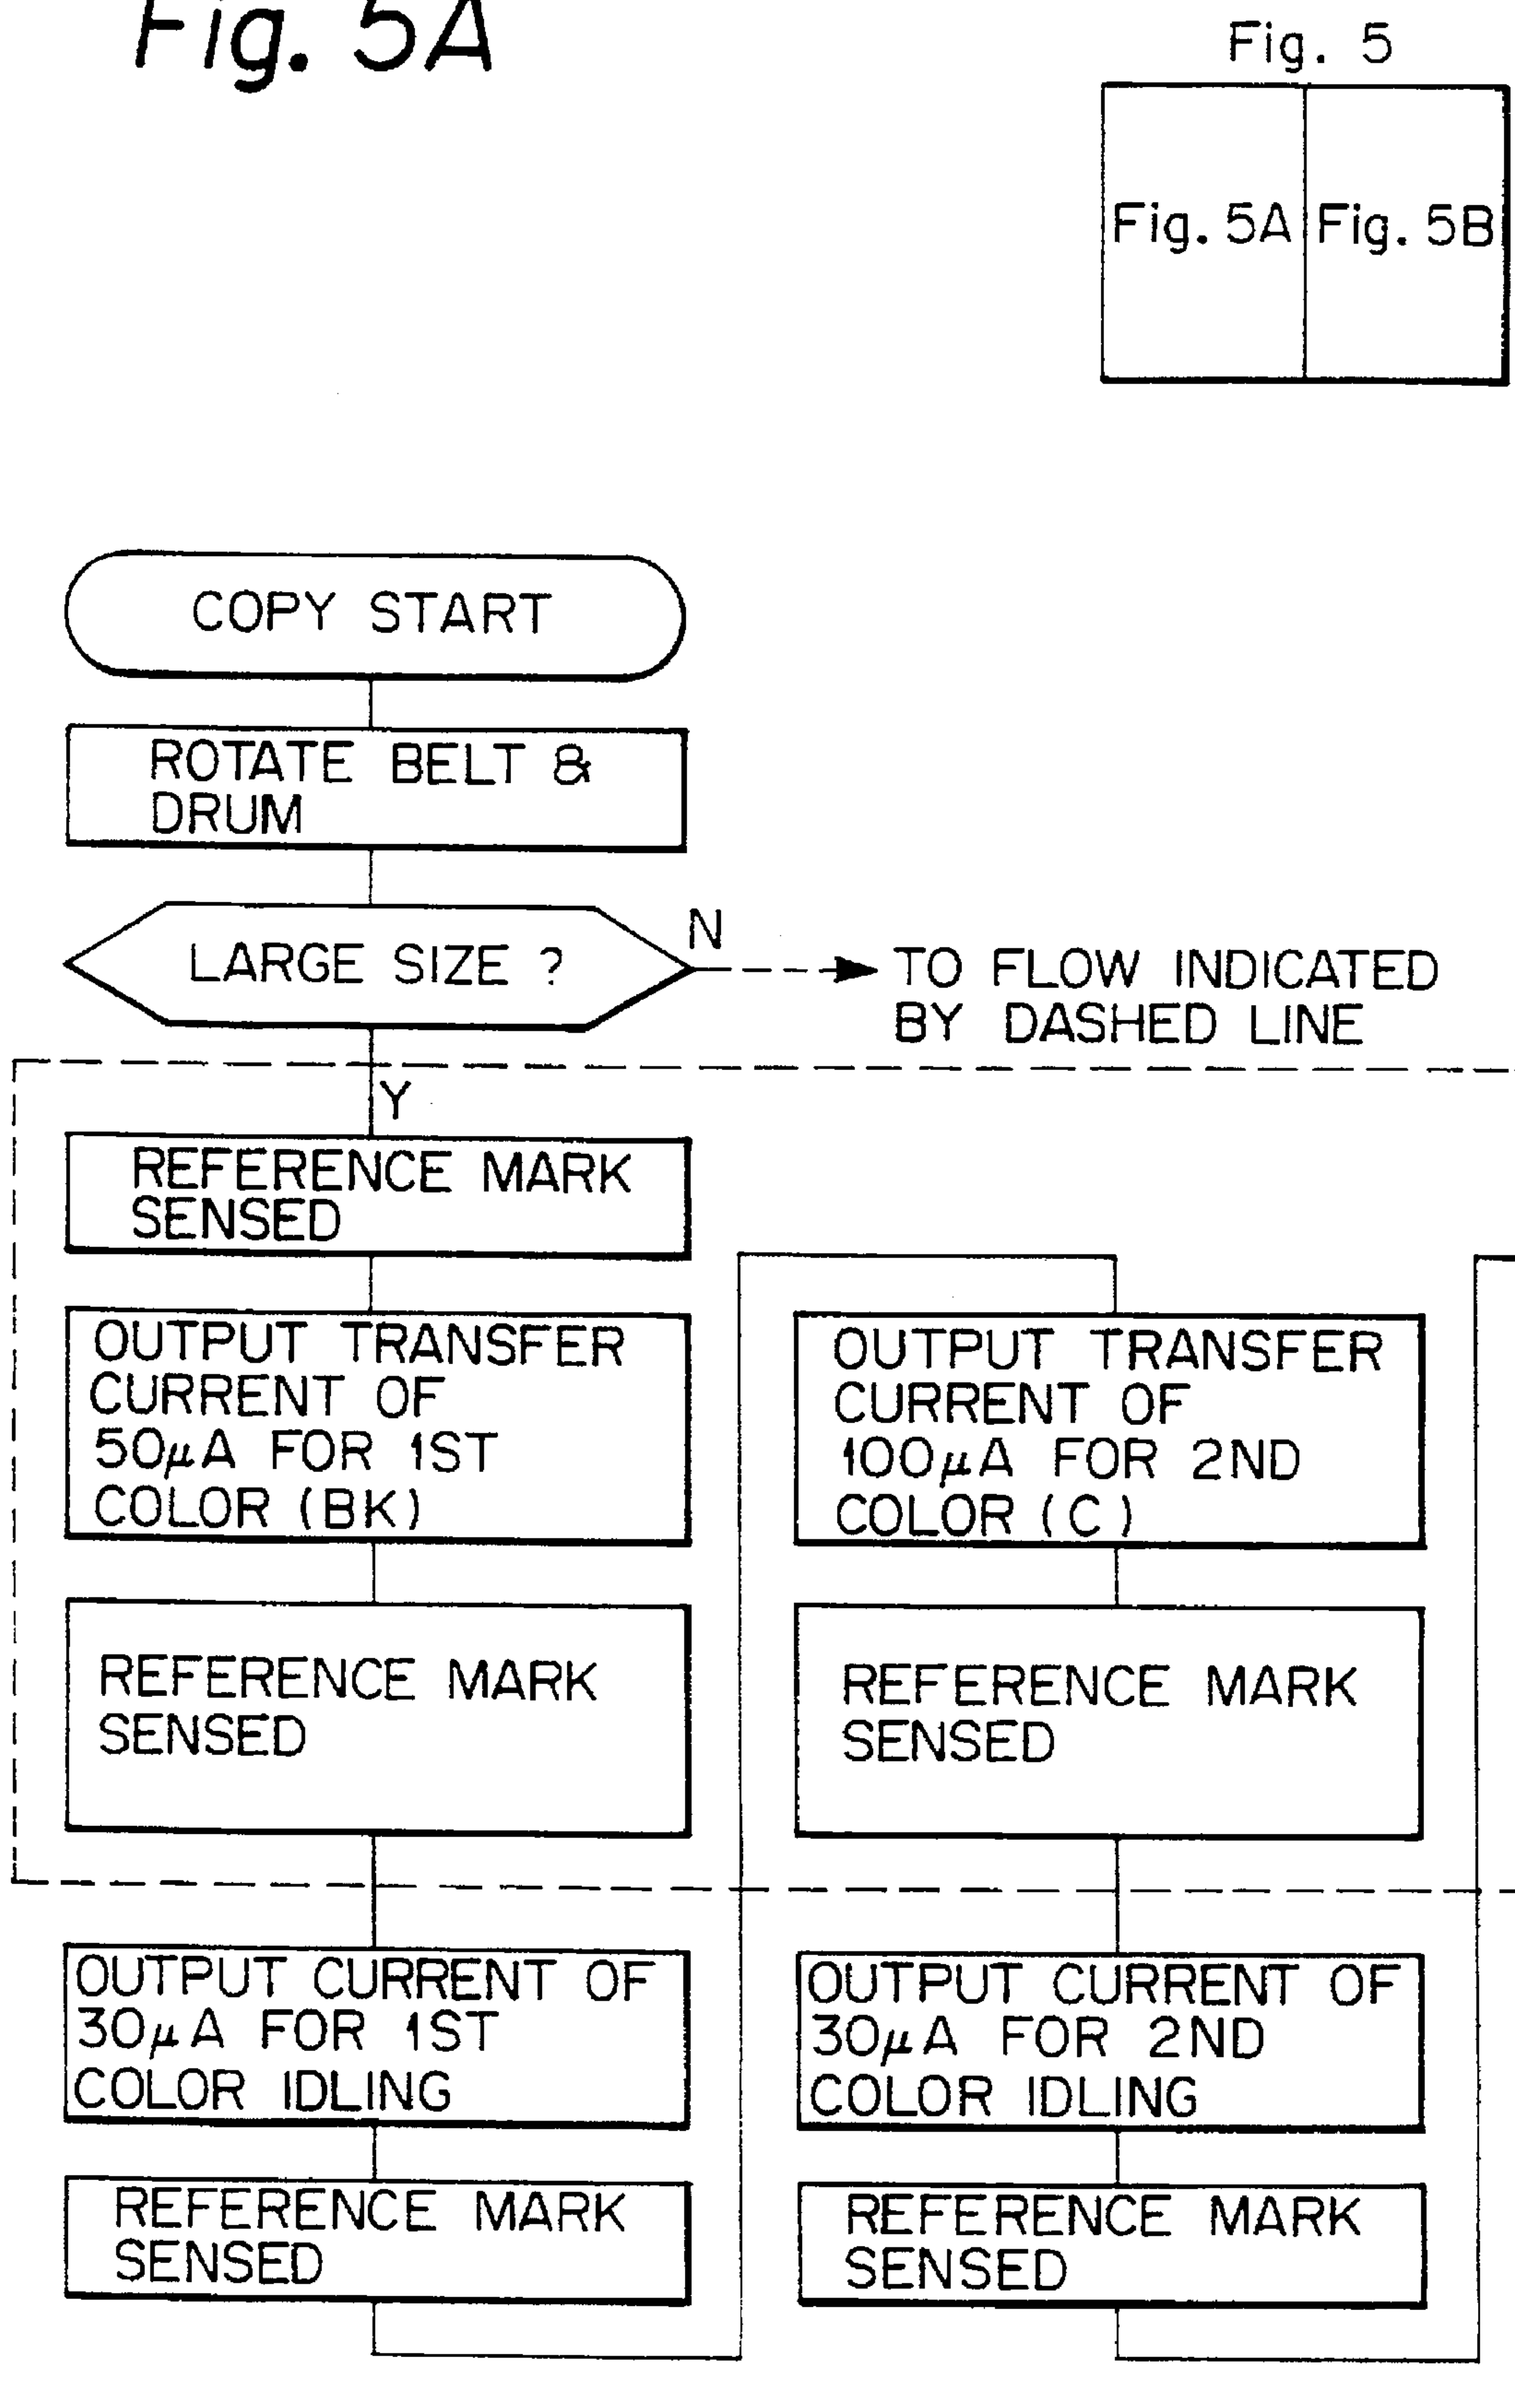 Fig. 5A
Fig. 5
Fig. 5A
Fig. 5B
COPY START
ROTATE BELT &
DRUM
LARGE SIZE ?
N
TO FLOW INDICATED
BY DASHED LINE
Y
REFERENCE MARK
SENSED
OUTPUT TRANSFER
CURRENT OF
50μA FOR 1ST
COLOR (BK)
REFERENCE MARK
SENSED
OUTPUT CURRENT OF
30μA FOR 1ST
COLOR IDLING
REFERENCE MARK
SENSED
OUTPUT TRANSFER
CURRENT OF
100μA FOR 2ND
COLOR (C)
REFERENCE MARK
SENSED
OUTPUT CURRENT OF
30μA FOR 2ND
COLOR IDLING
REFERENCE MARK
SENSED